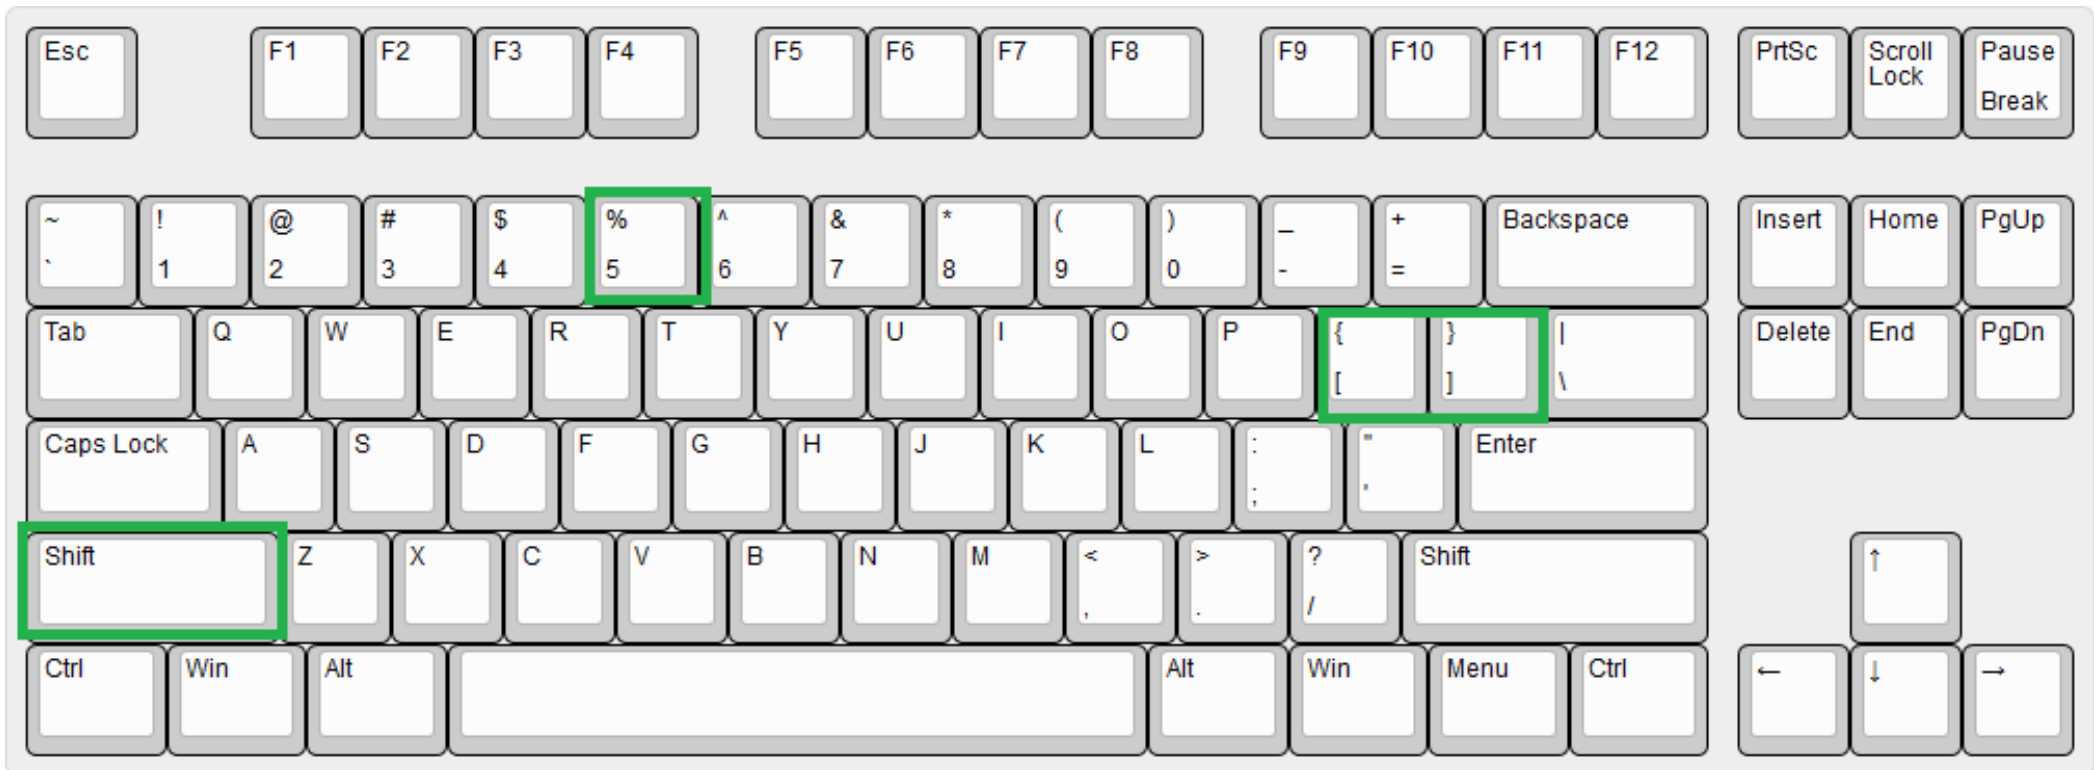 Esc F1 F2 F3 F4 F5 F6 F7 F8 F9 F10 F11 F12 PrtSc Scroll Lock Pause Break
~ ! @ # $ % ^ & * ( ) _ + Backspace Insert Home PgUp
` 1 2 3 4 5 6 7 8 9 0 - =
Tab Q W E R T Y U I O P { } | Delete End PgDn
[ ] \
Caps Lock A S D F G H J K L : " Enter
; '
Shift Z X C V B N M < > ? Shift ↑
, . /
Ctrl Win Alt Alt Win Menu Ctrl ← ↓ →